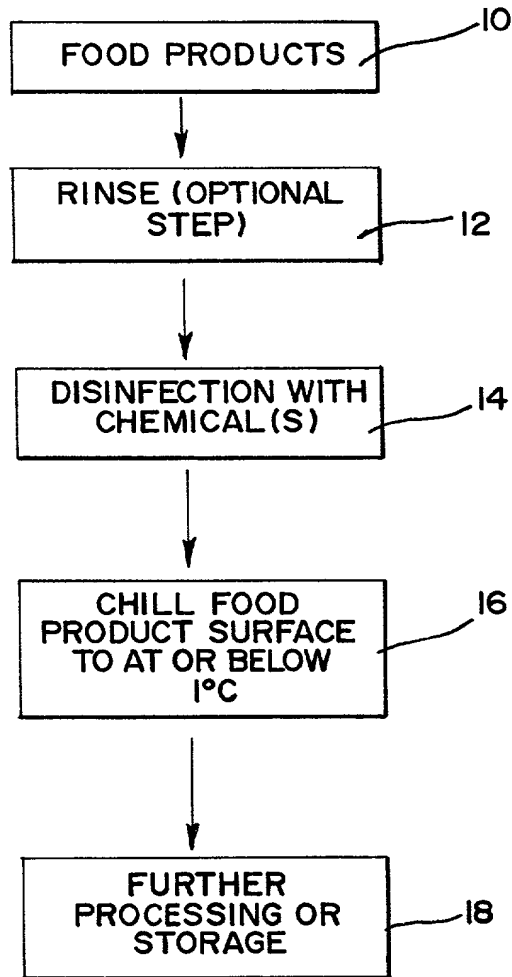 10
FOOD PRODUCTS
RINSE (OPTIONAL
STEP)
12
DISINFECTION WITH
CHEMICAL(S)
14
CHILL FOOD
PRODUCT SURFACE
TO AT OR BELOW
1°C
16
FURTHER
PROCESSING OR
STORAGE
18